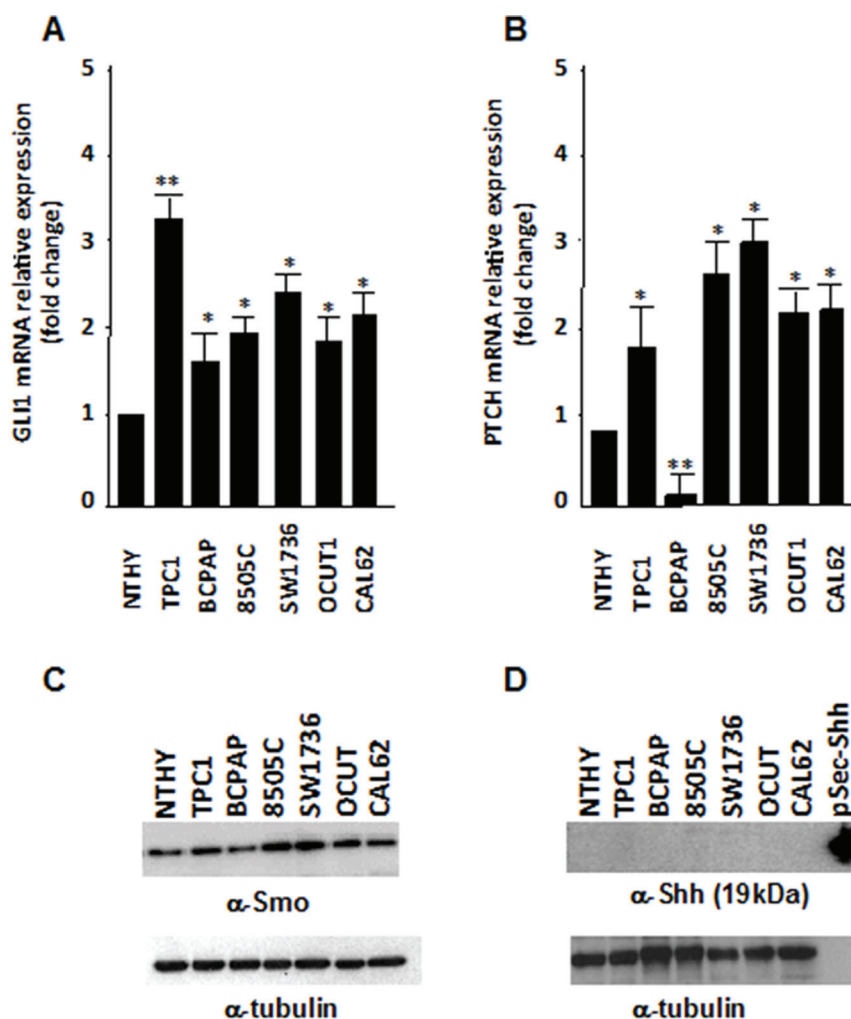 A
GLI1 mRNA relative expression
(fold change)
5
4
3
2
1
0
**
*
*
*
*
*
NTHY
TPC1
BCPAP
8505C
SW1736
OCUT1
CAL62
B
PTCH mRNA relative expression
(fold change)
5
4
3
2
1
0
*
**
*
*
*
*
NTHY
TPC1
BCPAP
8505C
SW1736
OCUT1
CAL62
C
NTHY
TPC1
BCPAP
8505C
SW1736
OCUT
CAL62
α-Smo
α-tubulin
D
NTHY
TPC1
BCPAP
8505C
SW1736
OCUT
CAL62
pSec-Shh
α-Shh (19kDa)
α-tubulin